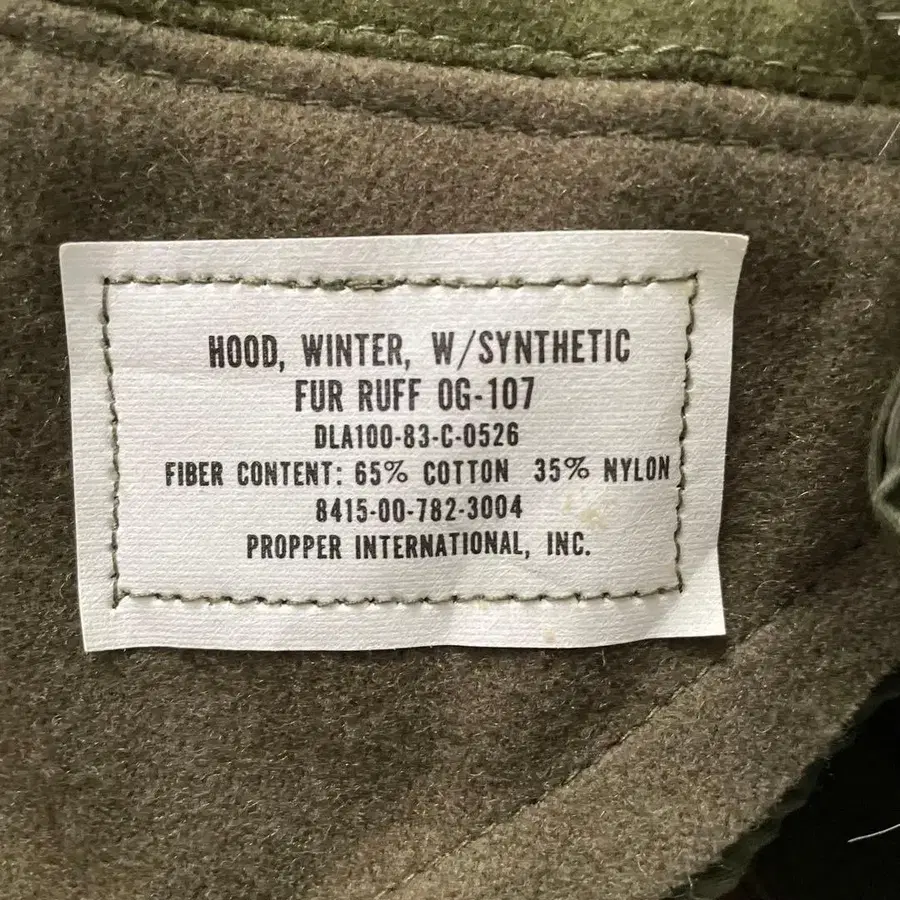 HOOD, WINTER, W/SYNTHETIC
FUR RUFF OG-107
DLA100-83-C-0526
FIBER CONTENT: 65% COTTON 35% NYLON
8415-00-782-3004
PROPPER INTERNATIONAL, INC.